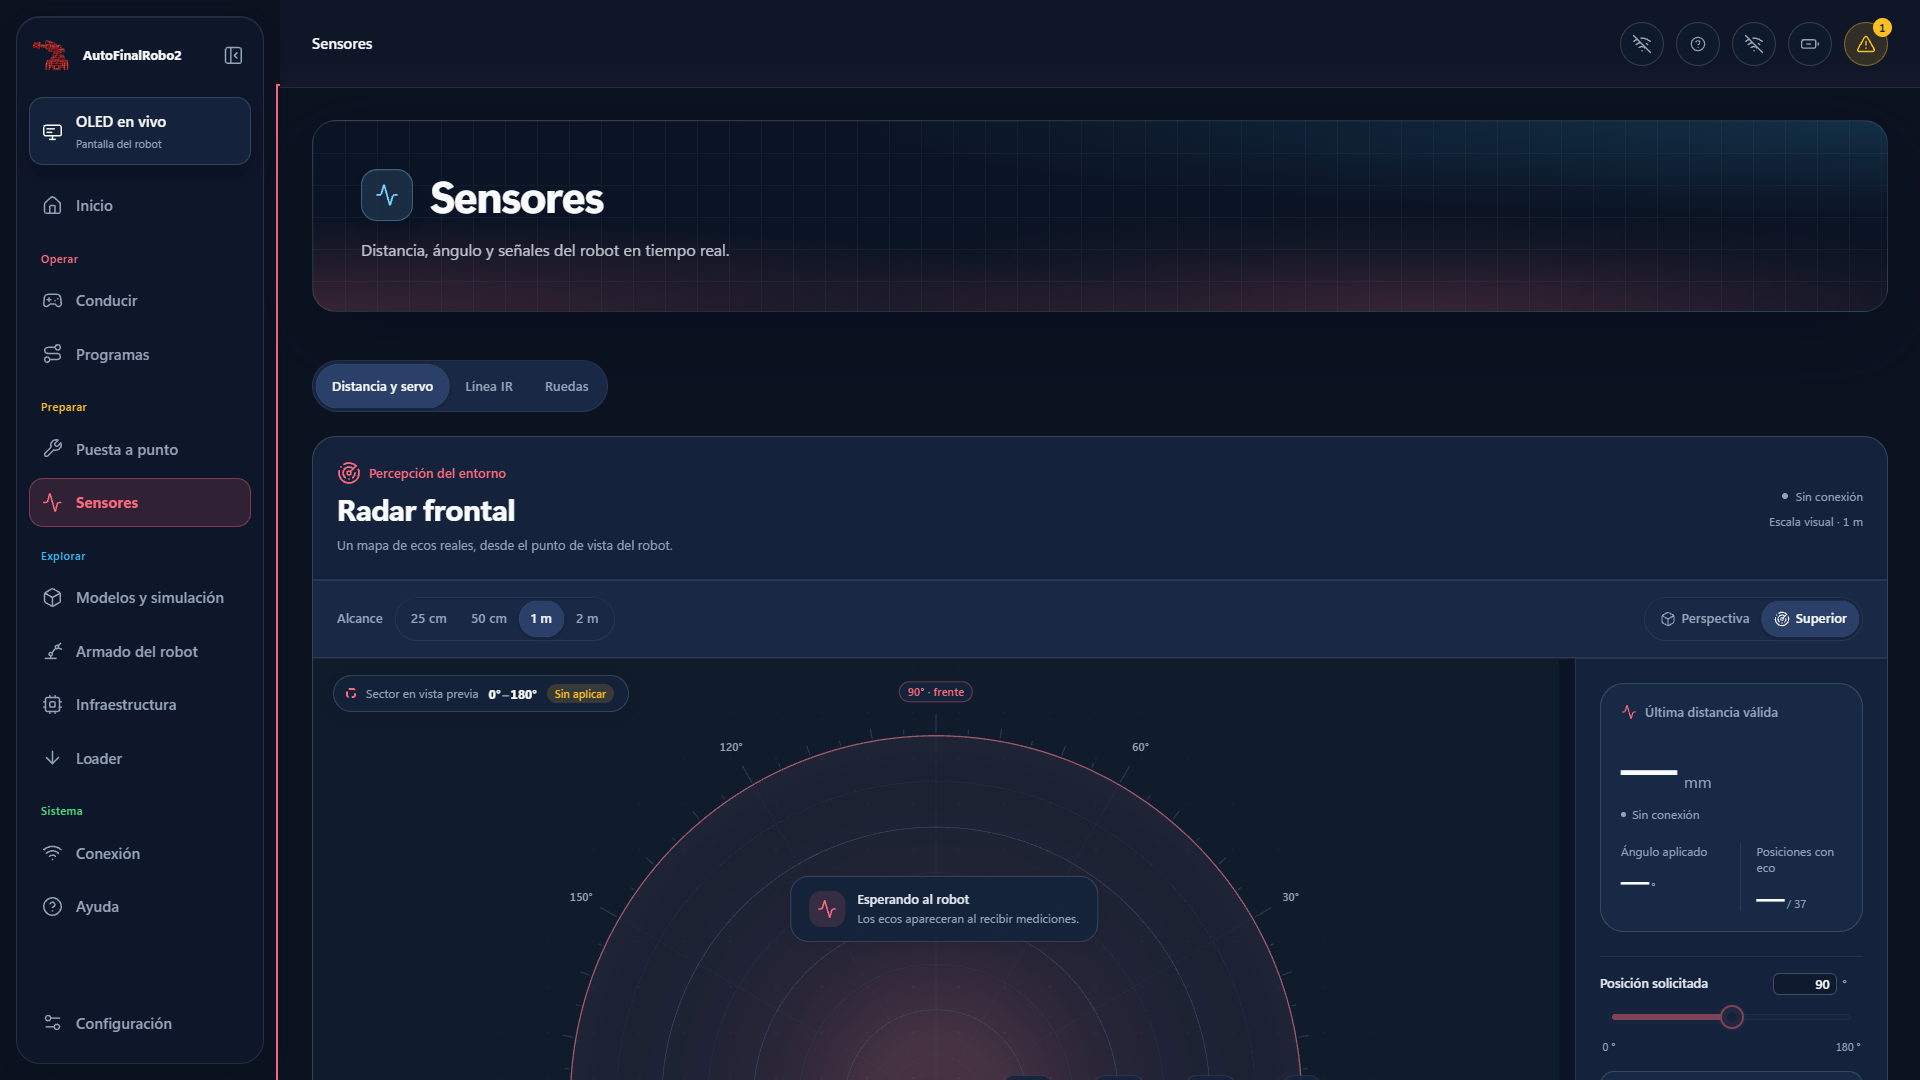 AutoFinalRobo2
OLED en vivo
Pantalla del robot
Inicio
Operar
Conducir
Programas
Preparar
Puesta a punto
Sensores
Explorar
Modelos y simulación
Armado del robot
Infraestructura
Loader
Sistema
Conexión
Ayuda
Configuración
Sensores
1
Sensores
Distancia, ángulo y señales del robot en tiempo real.
Distancia y servo
Línea IR
Ruedas
Percepción del entorno
Radar frontal
Un mapa de ecos reales, desde el punto de vista del robot.
Sin conexión
Escala visual · 1 m
Alcance
25 cm
50 cm
1 m
2 m
Perspectiva
Superior
Sector en vista previa 0°–180° Sin aplicar
90° · frente
120°
60°
150°
30°
Esperando al robot
Los ecos apareceran al recibir mediciones.
Última distancia válida
— mm
Sin conexión
Ángulo aplicado
—°
Posiciones con
eco
— / 37
Posición solicitada
90 °
0 °
180 °